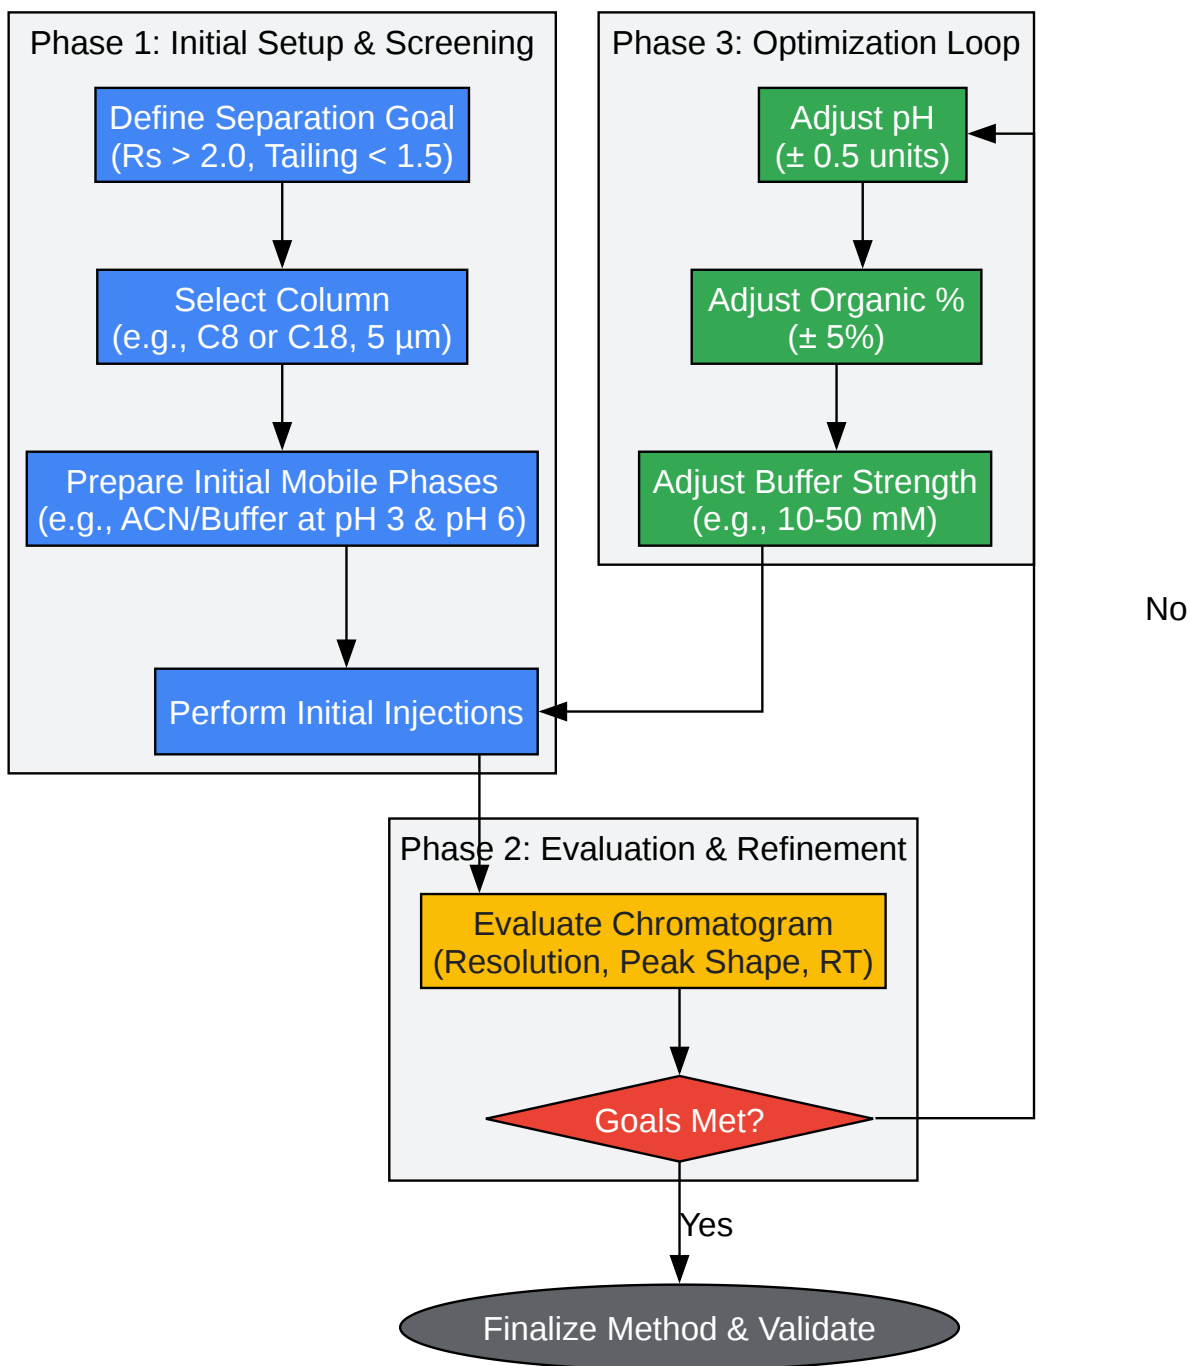 Phase 1: Initial Setup & Screening
Define Separation Goal
(Rs > 2.0, Tailing < 1.5)
Select Column
(e.g., C8 or C18, 5 µm)
Prepare Initial Mobile Phases
(e.g., ACN/Buffer at pH 3 & pH 6)
Perform Initial Injections
Phase 3: Optimization Loop
Adjust pH
(± 0.5 units)
Adjust Organic %
(± 5%)
Adjust Buffer Strength
(e.g., 10-50 mM)
No
Phase 2: Evaluation & Refinement
Evaluate Chromatogram
(Resolution, Peak Shape, RT)
Goals Met?
Yes
Finalize Method & Validate